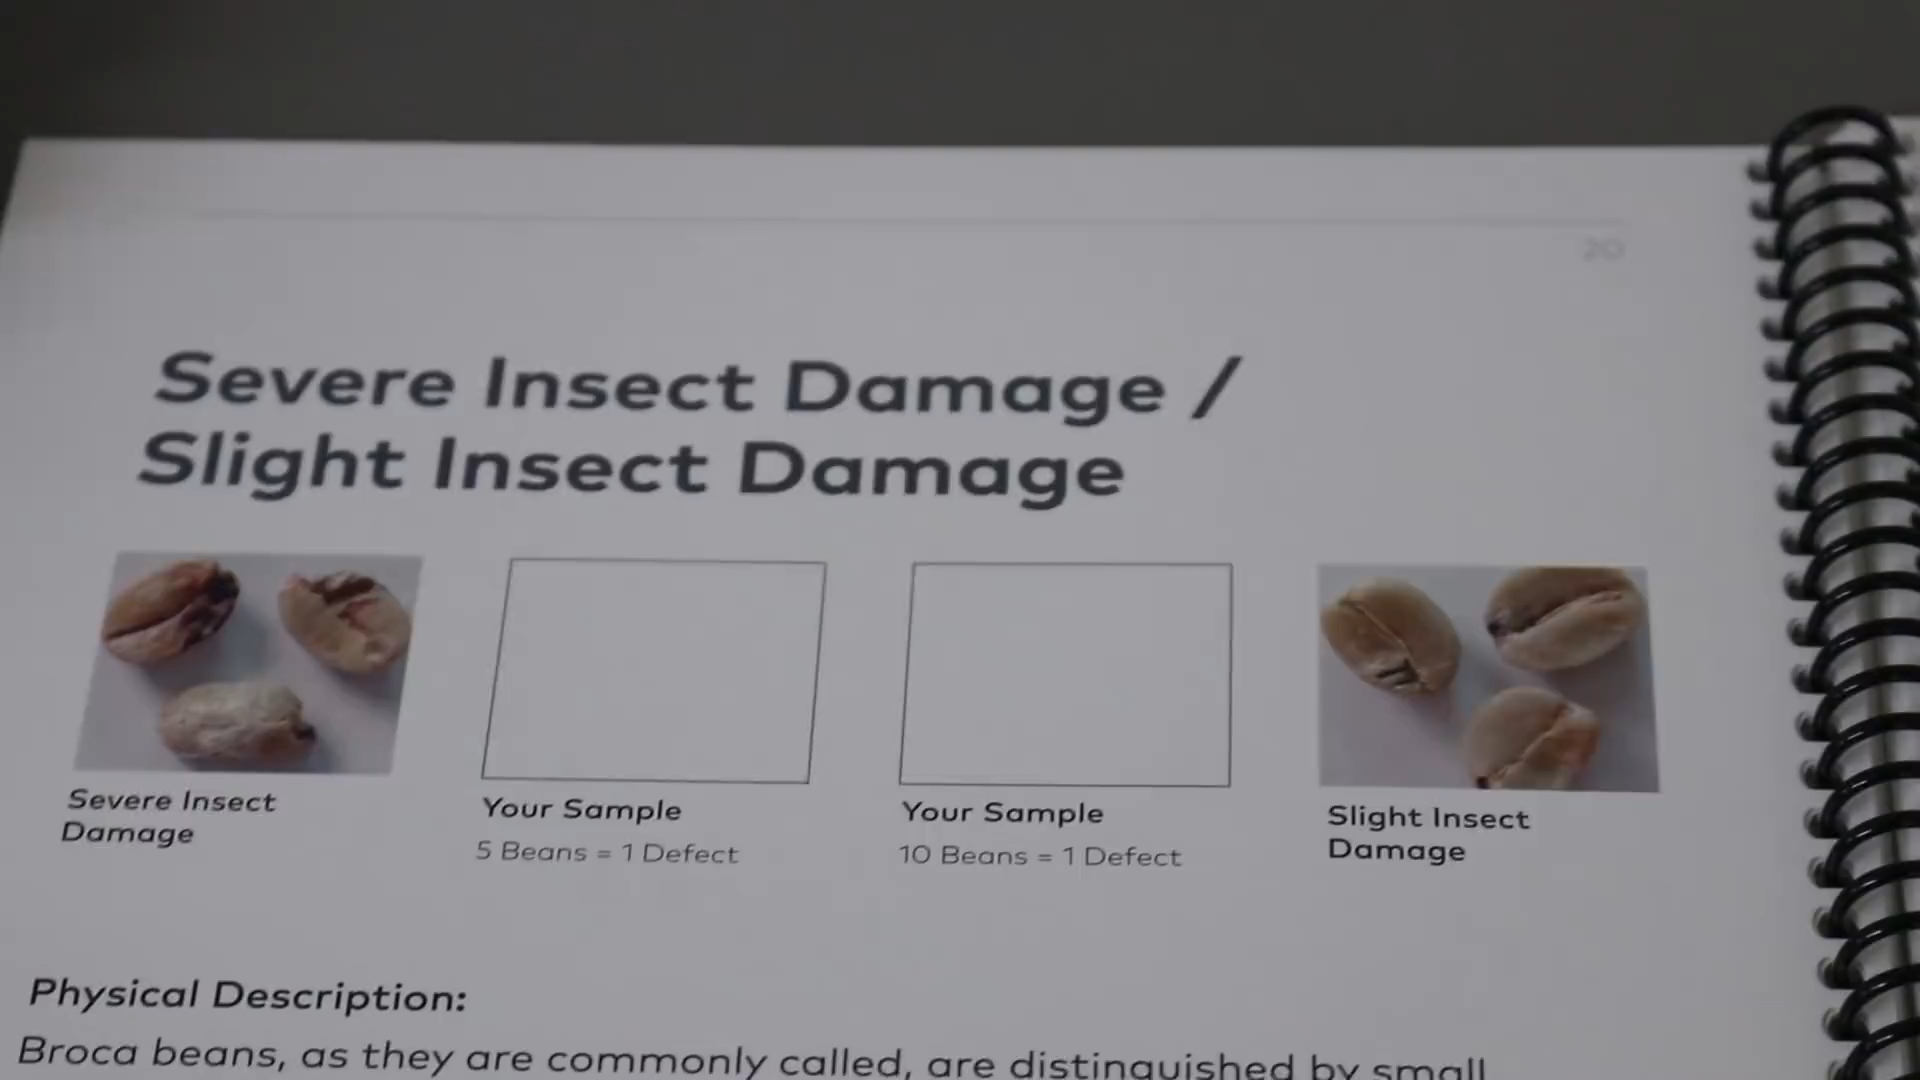 20
Severe Insect Damage /
Slight Insect Damage
Severe Insect
Damage
Your Sample
5 Beans = 1 Defect
Your Sample
10 Beans = 1 Defect
Slight Insect
Damage
Physical Description:
Broca beans, as they are commonly called, are distinguished by small